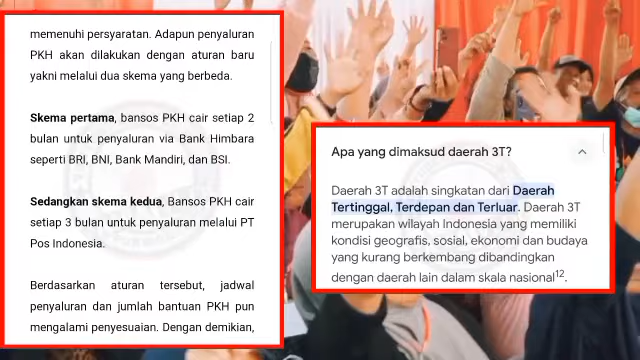 memenuhi persyaratan. Adapun penyaluran
PKH akan dilakukan dengan aturan baru
yakni melalui dua skema yang berbeda.
Skema pertama, bansos PKH cair setiap 2
bulan untuk penyaluran via Bank Himbara
seperti BRI, BNI, Bank Mandiri, dan BSI.
Sedangkan skema kedua, Bansos PKH cair
setiap 3 bulan untuk penyaluran melalui PT
Pos Indonesia.
Berdasarkan aturan tersebut, jadwal
penyaluran dan jumlah bantuan PKH pun
mengalami penyesuaian. Dengan demikian,
Apa yang dimaksud daerah 3T?
Daerah 3T adalah singkatan dari Daerah
Tertinggal, Terdepan dan Terluar. Daerah 3T
merupakan wilayah Indonesia yang memiliki
kondisi geografis, sosial, ekonomi dan budaya
yang kurang berkembang dibandingkan
dengan daerah lain dalam skala nasional¹².